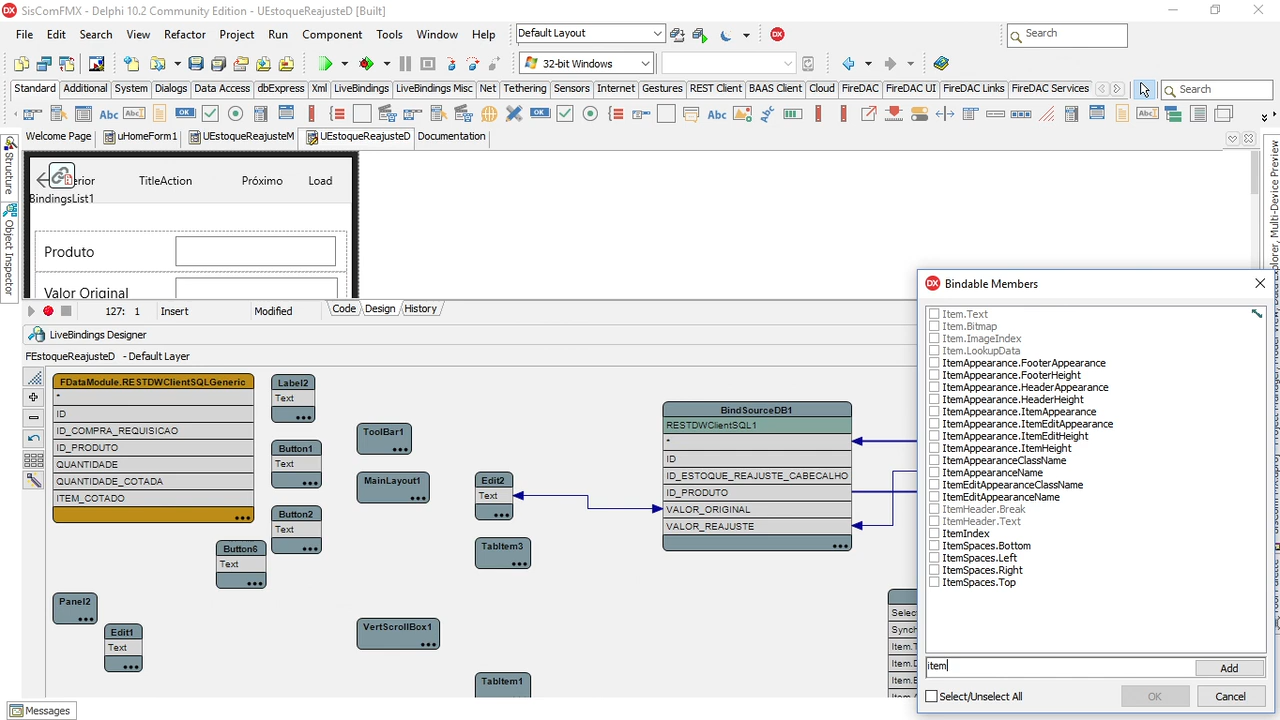 SisComFMX - Delphi 10.2 Community Edition - UEstoqueReajusteD [Built]
File Edit Search View Refactor Project Run Component Tools Window Help
Default Layout
Search
32-bit Windows
Standard Additional System Dialogs Data Access dbExpress Xml LiveBindings LiveBindings Misc Net Tethering Sensors Internet Gestures REST Client BAAS Client Cloud FireDAC FireDAC UI FireDAC Links FireDAC Services
Search
Welcome Page uHomeForm1 UEstoqueReajusteM UEstoqueReajusteD Documentation
Structure
Object Inspector
TitleAction Próximo Load
BindingsList1
Produto
Valor Original
127: 1 Insert Modified Code Design History
LiveBindings Designer
FEstoqueReajusteD - Default Layer
FDataModule.RESTDWClientSQLGeneric
*
ID
ID_COMPRA_REQUISICAO
ID_PRODUTO
QUANTIDADE
QUANTIDADE_COTADA
ITEM_COTADO
Label2
Text
Button1
Text
Button2
Text
Button6
Text
Panel2
Edit1
Text
ToolBar1
MainLayout1
VertScrollBox1
Edit2
Text
TabItem3
TabItem1
BindSourceDB1
RESTDWClientSQL1
*
ID
ID_ESTOQUE_REAJUSTE_CABECALHO
ID_PRODUTO
VALOR_ORIGINAL
VALOR_REAJUSTE
Bindable Members
Item.Text
Item.Bitmap
Item.ImageIndex
Item.LookupData
ItemAppearance.FooterAppearance
ItemAppearance.FooterHeight
ItemAppearance.HeaderAppearance
ItemAppearance.HeaderHeight
ItemAppearance.ItemAppearance
ItemAppearance.ItemEditAppearance
ItemAppearance.ItemEditHeight
ItemAppearance.ItemHeight
ItemAppearanceClassName
ItemAppearanceName
ItemEditAppearanceClassName
ItemEditAppearanceName
ItemHeader.Break
ItemHeader.Text
ItemIndex
ItemSpaces.Bottom
ItemSpaces.Left
ItemSpaces.Right
ItemSpaces.Top
item
Add
Select/Unselect All OK Cancel
Messages